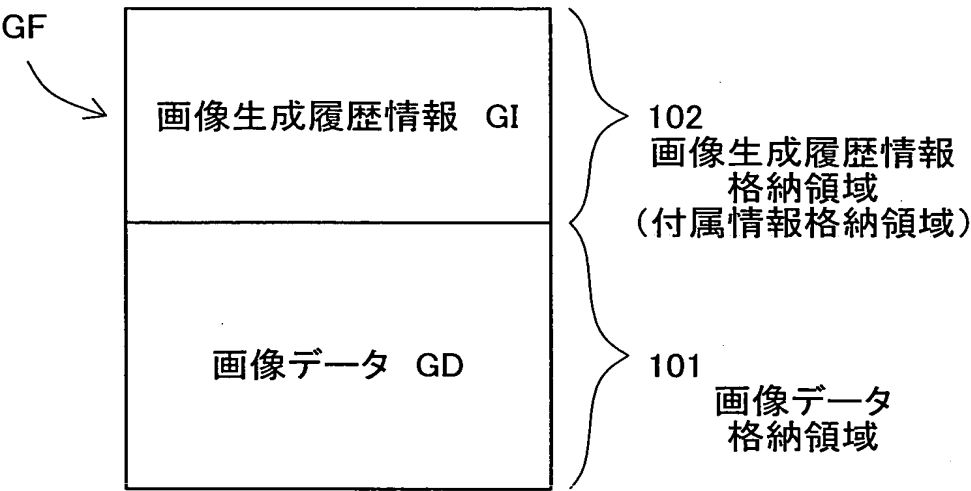 GF
画像生成履歴情報 GI
102
画像生成履歴情報
格納領域
(付属情報格納領域)
画像データ GD
101
画像データ
格納領域